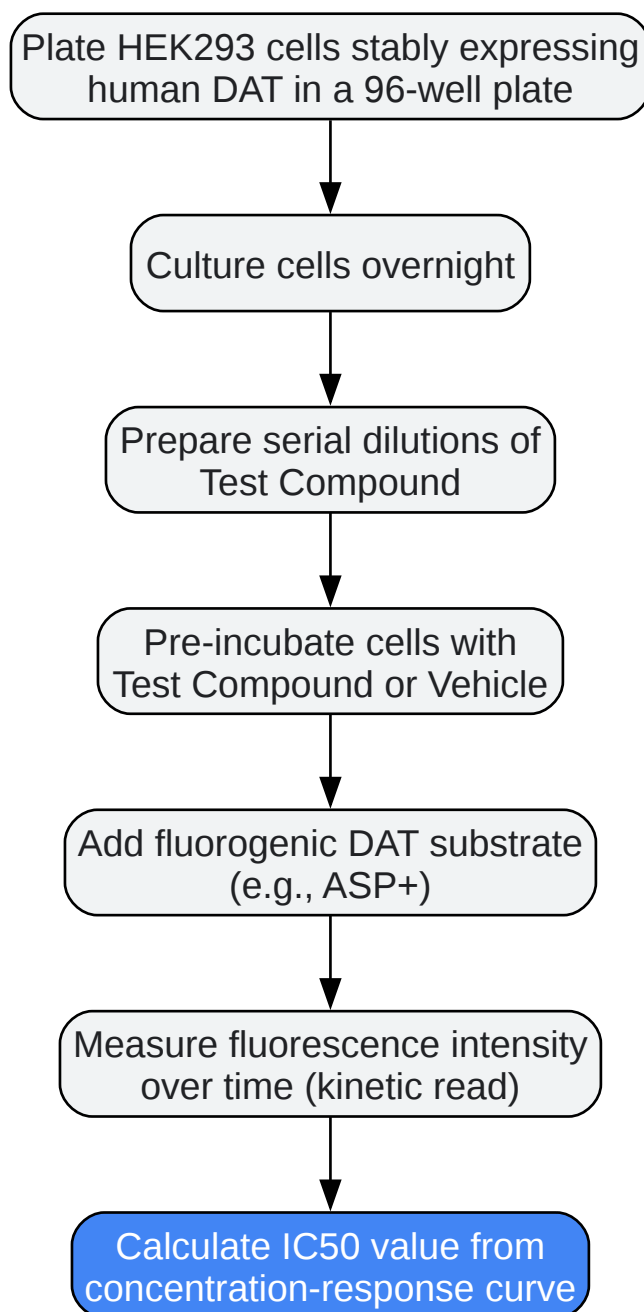 Plate HEK293 cells stably expressing
human DAT in a 96-well plate
Culture cells overnight
Prepare serial dilutions of
Test Compound
Pre-incubate cells with
Test Compound or Vehicle
Add fluorogenic DAT substrate
(e.g., ASP+)
Measure fluorescence intensity
over time (kinetic read)
Calculate IC50 value from
concentration-response curve